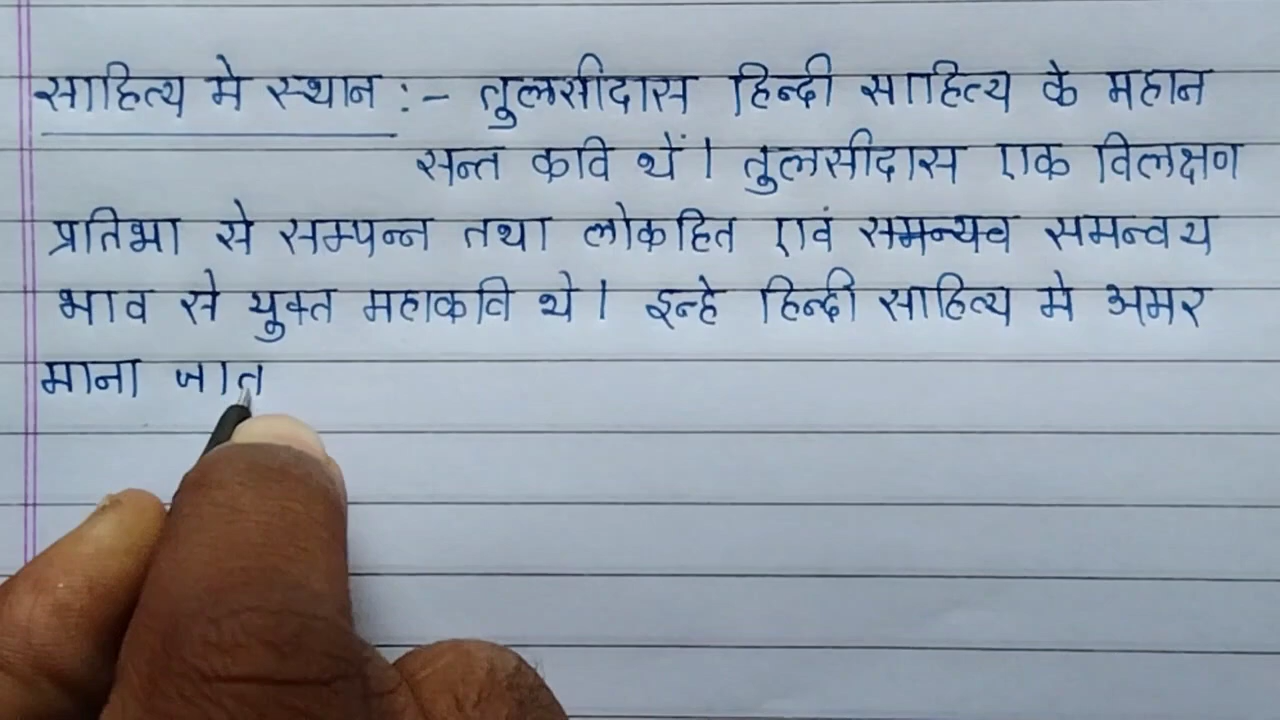 साहित्य मे स्थान :- तुलसीदास हिन्दी साहित्य के महान
सन्त कवि थें। तुलसीदास एक विलक्षण
प्रतिभा से सम्पन्न तथा लोकहित एवं समन्यव समन्वय
भाव से युक्त महाकवि थे। इन्हे हिन्दी साहित्य मे अमर
माना जात